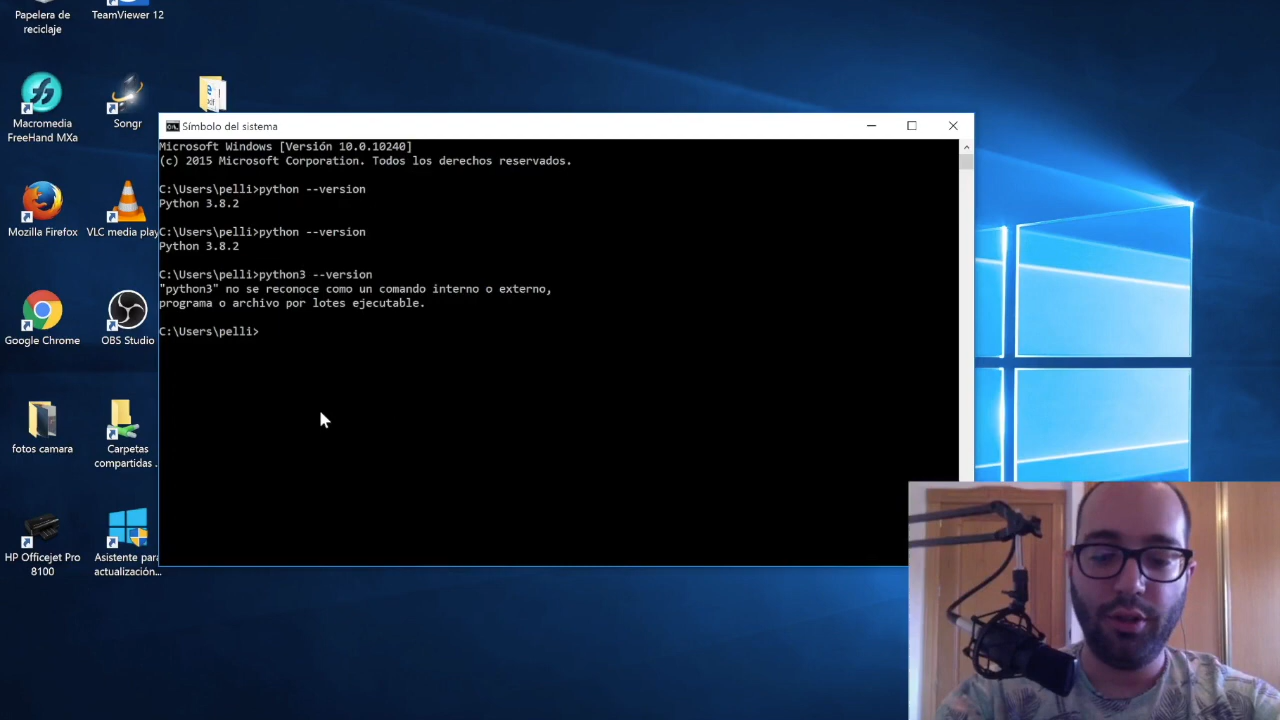 Papelera de
reciclaje
TeamViewer 12
Macromedia
FreeHand MXa
Songr
Mozilla Firefox
VLC media play
Google Chrome
OBS Studio
fotos camara
Carpetas
compartidas .
HP Officejet Pro
8100
Asistente para
actualización...
Símbolo del sistema
Microsoft Windows [Versión 10.0.10240]
(c) 2015 Microsoft Corporation. Todos los derechos reservados.
C:\Users\pelli>python --version
Python 3.8.2
C:\Users\pelli>python --version
Python 3.8.2
C:\Users\pelli>python3 --version
"python3" no se reconoce como un comando interno o externo,
programa o archivo por lotes ejecutable.
C:\Users\pelli>